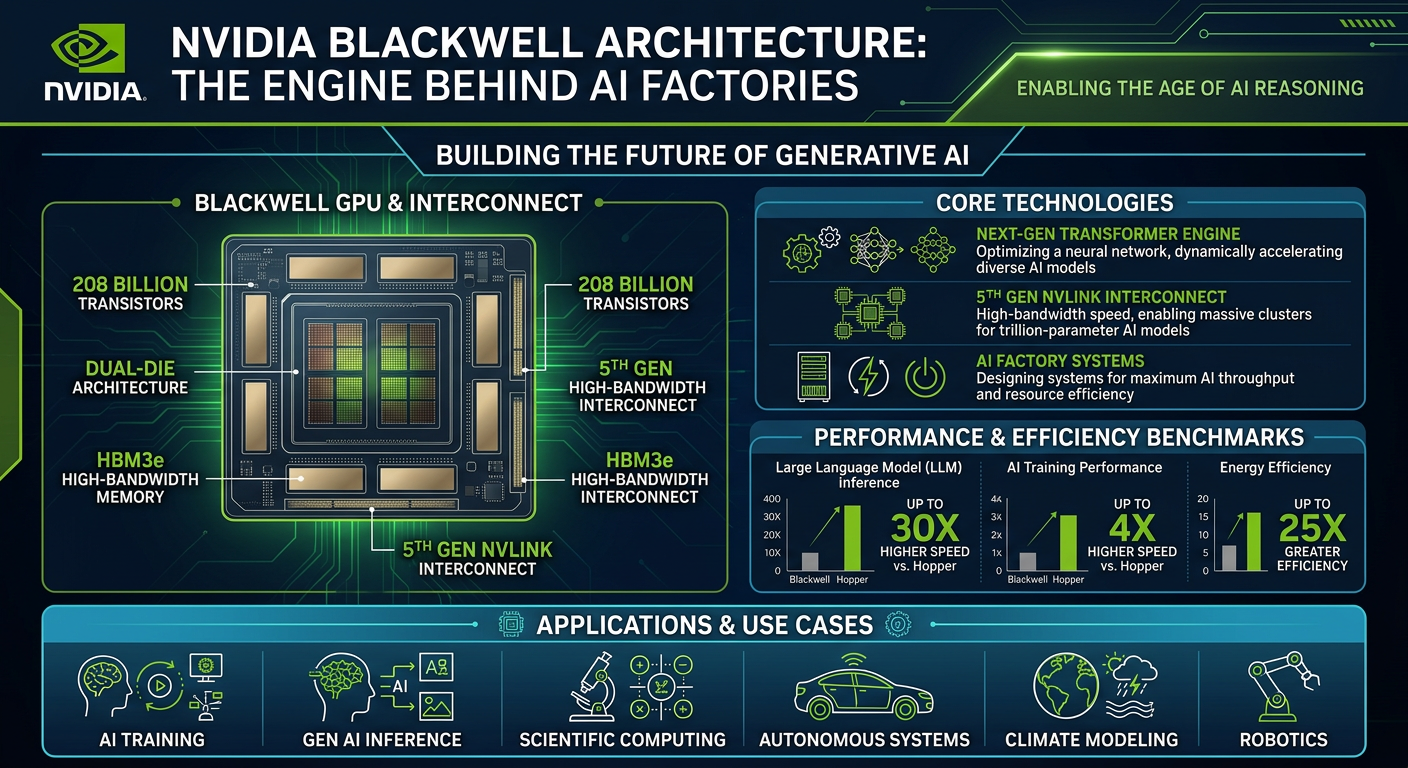 NVIDIA.
NVIDIA BLACKWELL ARCHITECTURE:
THE ENGINE BEHIND AI FACTORIES
ENABLING THE AGE OF AI REASONING
BUILDING THE FUTURE OF GENERATIVE AI
BLACKWELL GPU & INTERCONNECT
208 BILLION
TRANSISTORS
DUAL-DIE
ARCHITECTURE
HBM3e
HIGH-BANDWIDTH
MEMORY
208 BILLION
TRANSISTORS
5TH GEN
HIGH-BANDWIDTH
INTERCONNECT
HBM3e
HIGH-BANDWIDTH
INTERCONNECT
5TH GEN NVLINK
INTERCONNECT
CORE TECHNOLOGIES
NEXT-GEN TRANSFORMER ENGINE
Optimizing a neural network, dynamically accelerating
diverse AI models
5TH GEN NVLINK INTERCONNECT
High-bandwidth speed, enabling massive clusters
for trillion-parameter AI models
AI FACTORY SYSTEMS
Designing systems for maximum AI throughput
and resource efficiency
PERFORMANCE & EFFICIENCY BENCHMARKS
Large Language Model (LLM)
inference
400
30X
20X
10X
0
Blackwell Hopper
UP TO
30X
HIGHER SPEED
vs. Hopper
AI Training Performance
4x
3X
2X
1X
0
Blackwell Hopper
UP TO
4X
HIGHER SPEED
vs. Hopper
Energy Efficiency
20
15
10
5
0
UP TO
25X
GREATER
EFFICIENCY
APPLICATIONS & USE CASES
AI TRAINING
AI
GEN AI INFERENCE
SCIENTIFIC COMPUTING
AUTONOMOUS SYSTEMS
CLIMATE MODELING
ROBOTICS